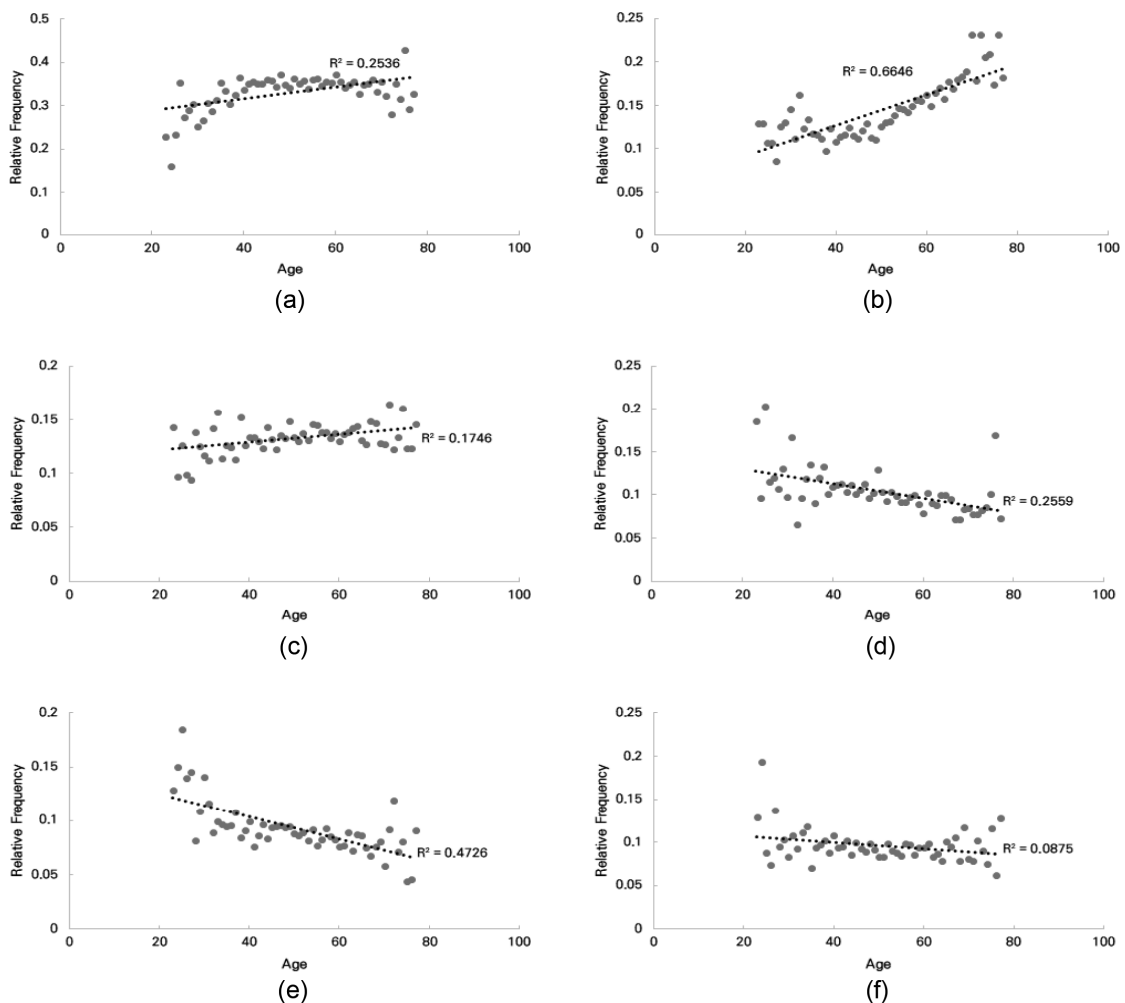 0.5
0.4
0.3
0.2
0.1
0
0 20 40 60 80 100
Relative Frequency
Age
R² = 0.2536
(a)
0.25
0.2
0.15
0.1
0.05
0
0 20 40 60 80 100
Relative Frequency
Age
R² = 0.6646
(b)
0.2
0.15
0.1
0.05
0
0 20 40 60 80 100
Relative Frequency
Age
R² = 0.1746
(c)
0.25
0.2
0.15
0.1
0.05
0
0 20 40 60 80 100
Relative Frequency
Age
R² = 0.2559
(d)
0.2
0.15
0.1
0.05
0
0 20 40 60 80 100
Relative Frequency
Age
R² = 0.4726
(e)
0.25
0.2
0.15
0.1
0.05
0
0 20 40 60 80 100
Relative Frequency
Age
R² = 0.0875
(f)